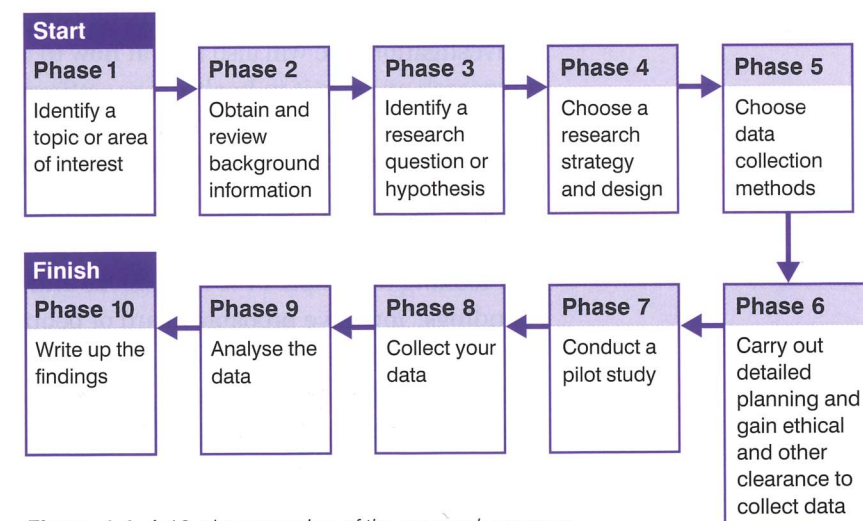 Start
Phase 1
Identify a
topic or area
of interest
Phase 2
Obtain and
review
background
information
Phase 3
Identify a
research
question or
hypothesis
Phase 4
Choose a
research
strategy
and design
Phase 5
Choose
data
collection
methods
Phase 6
Carry out
detailed
planning and
gain ethical
and other
clearance to
collect data
Phase 7
Conduct a
pilot study
Phase 8
Collect your
data
Phase 9
Analyse the
data
Finish
Phase 10
Write up the
findings